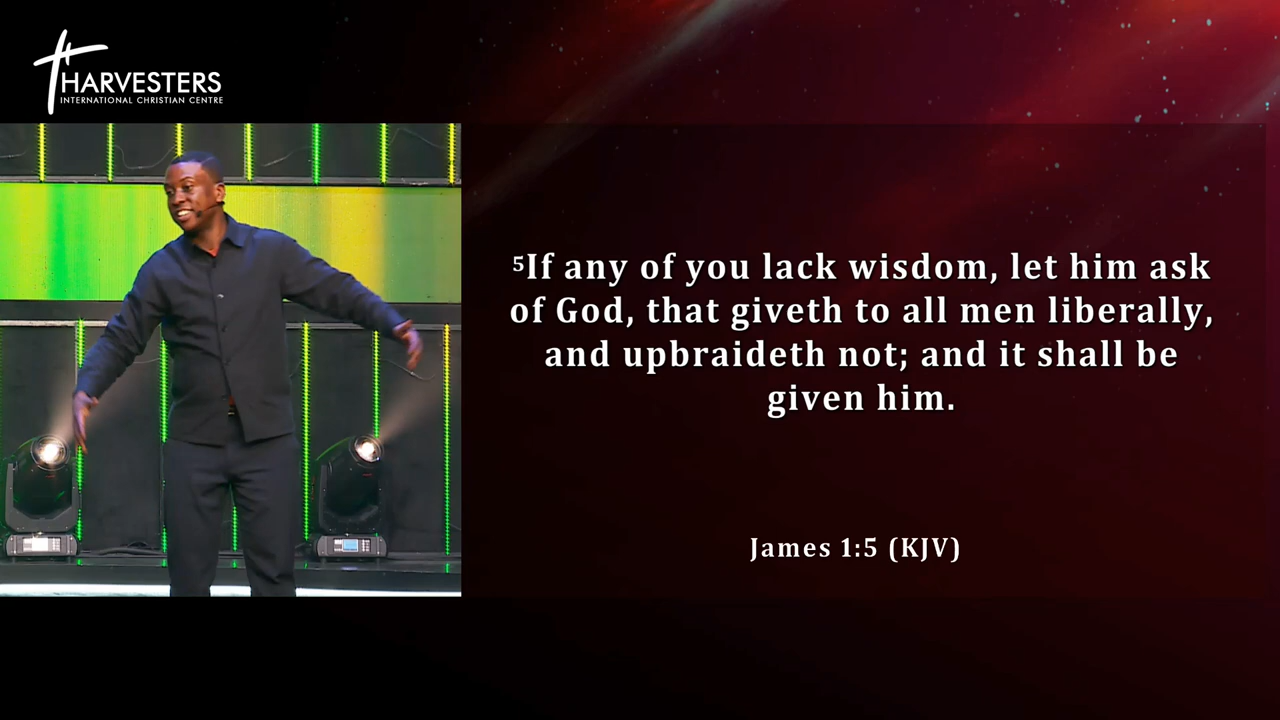 HARVESTERS
INTERNATIONAL CHRISTIAN CENTRE
⁵If any of you lack wisdom, let him ask
of God, that giveth to all men liberally,
and upbraideth not; and it shall be
given him.
James 1:5 (KJV)